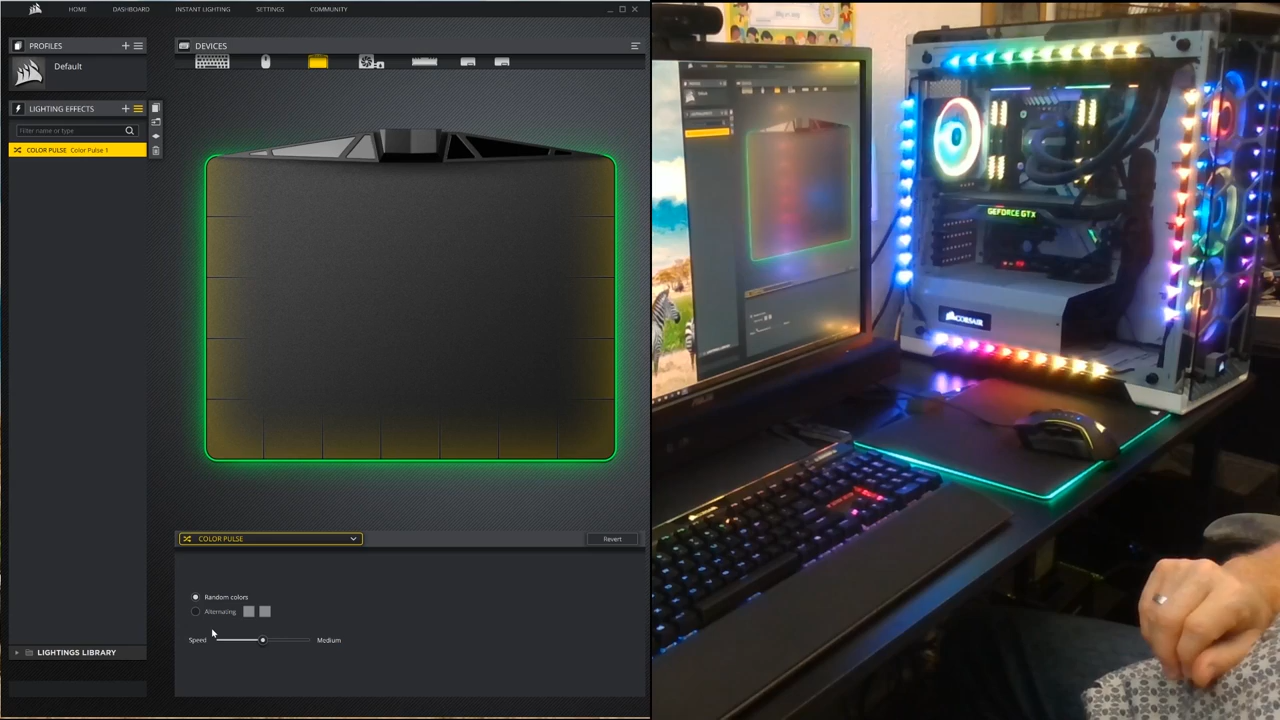 HOME DASHBOARD INSTANT LIGHTING SETTINGS COMMUNITY
PROFILES
Default
LIGHTING EFFECTS
Filter name or type
COLOR PULSE Color Pulse 1
LIGHTINGS LIBRARY
DEVICES
COLOR PULSE
Revert
Random colors
Alternating
Speed
Medium
GEFORCE GTX
CORSAIR